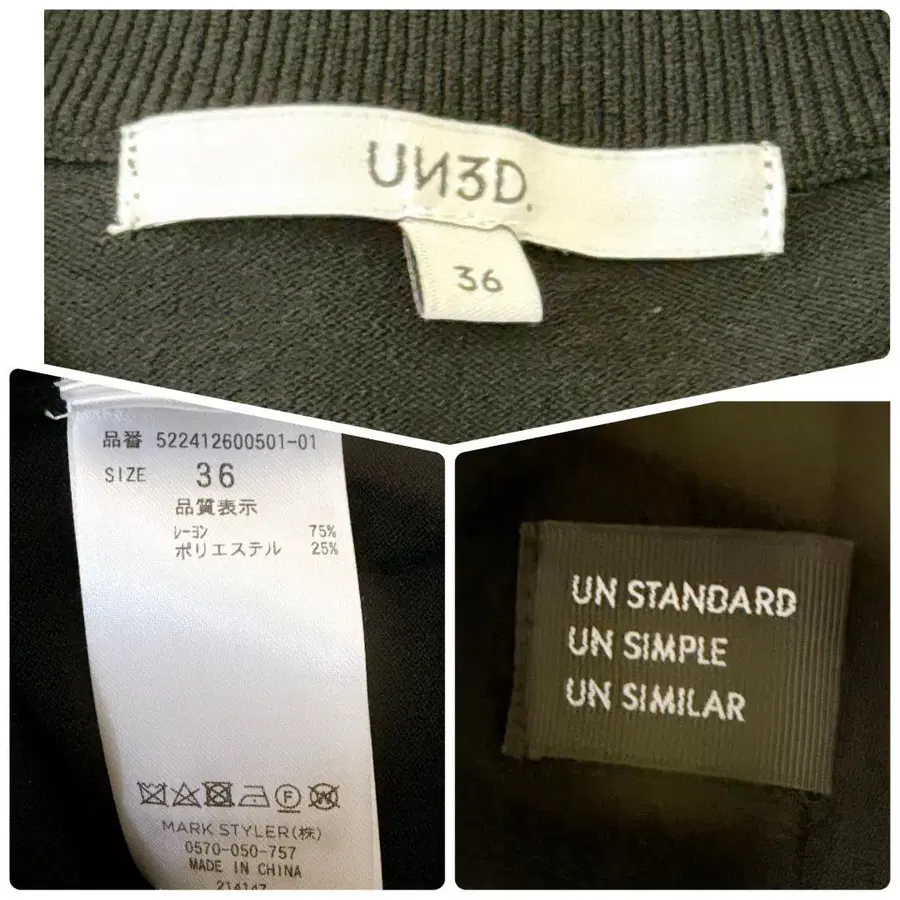 UN3D.
36
品番 522412600501-01
SIZE 36
品質表示
レーヨン 75%
ポリエステル 25%
MARK STYLER(株)
0570-050-757
MADE IN CHINA
214147
UN STANDARD
UN SIMPLE
UN SIMILAR